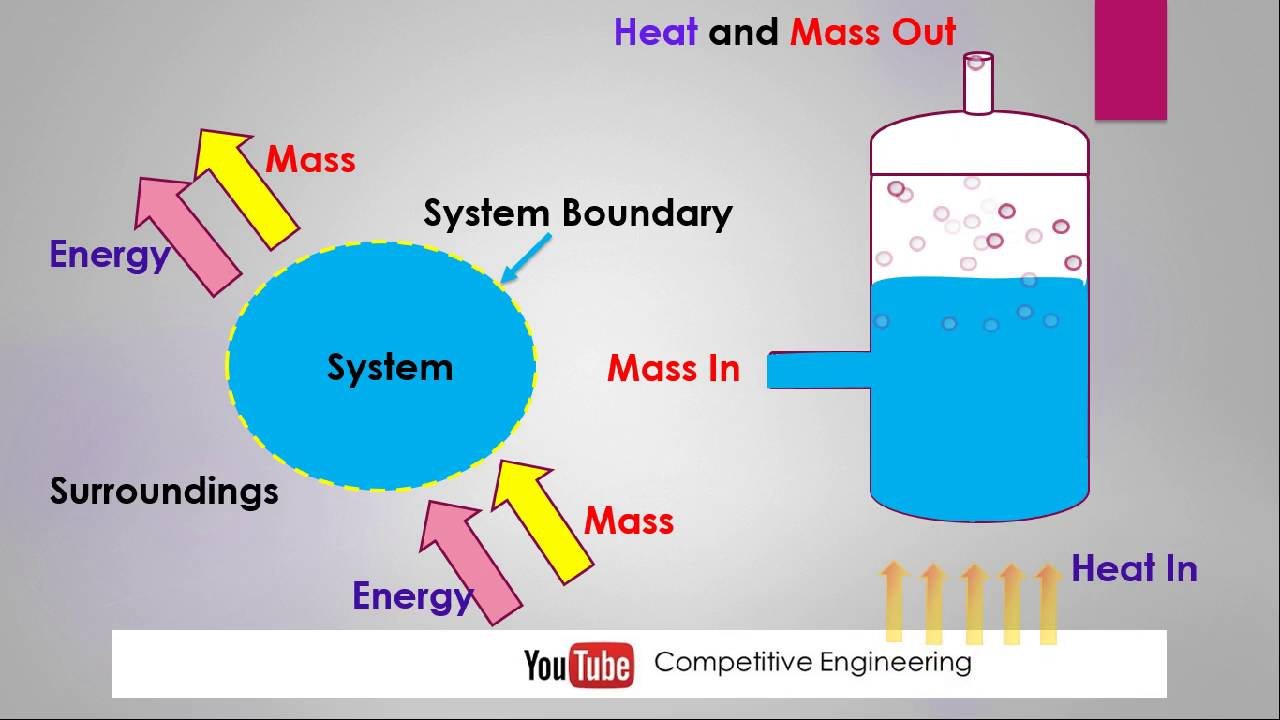 Heat and Mass Out
Mass
System Boundary
Energy
System
Mass In
Surroundings
Mass
Energy
Heat In
YouTube Competitive Engineering